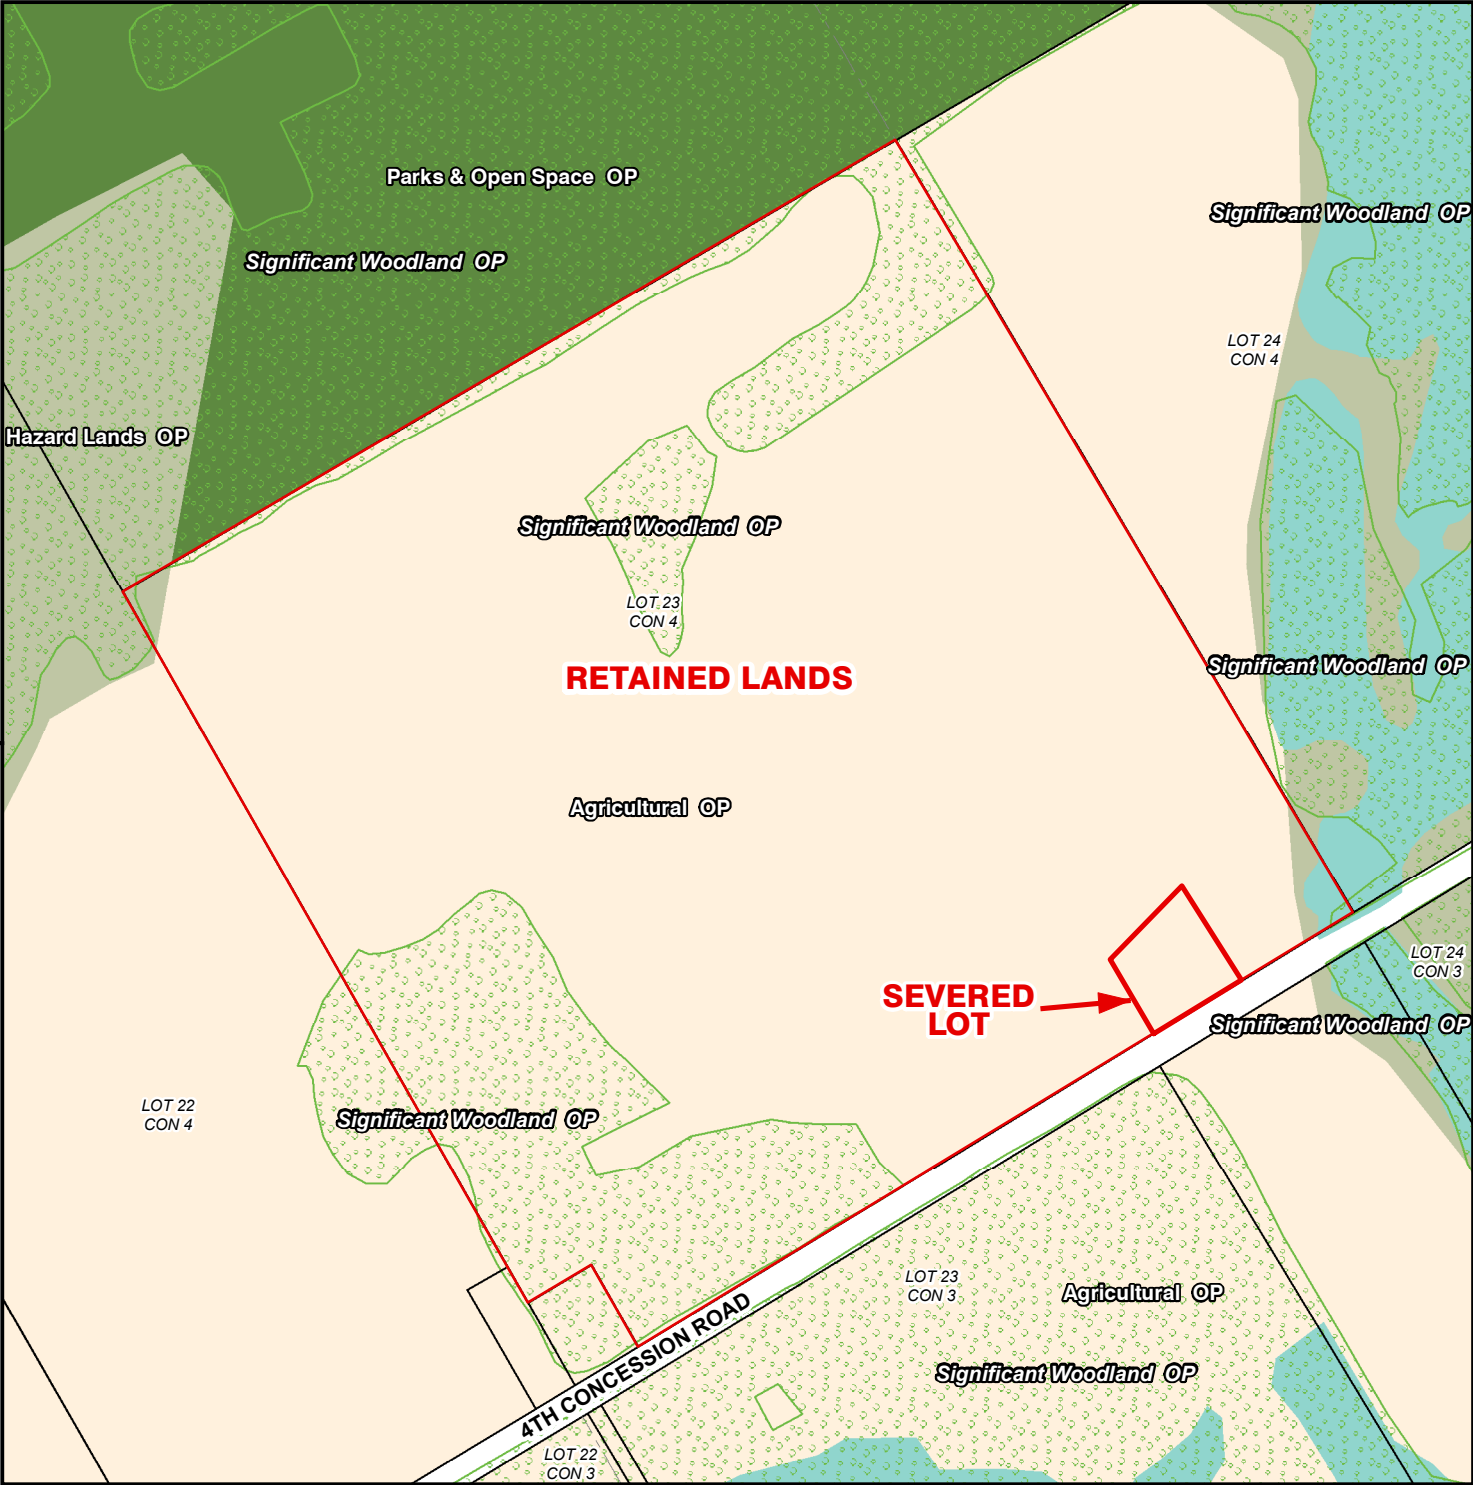 Parks & Open Space OP
Significant Woodland OP
Significant Woodland OP
LOT 24
CON 4
Hazard Lands OP
Significant Woodland OP
LOT 23
CON 4
Significant Woodland OP
RETAINED LANDS
Agricultural OP
LOT 24
CON 3
SEVERED
LOT
Significant Woodland OP
LOT 22
CON 4
Significant Woodland OP
LOT 23
CON 3
Agricultural OP
4TH CONCESSION ROAD
Significant Woodland OP
LOT 22
CON 3